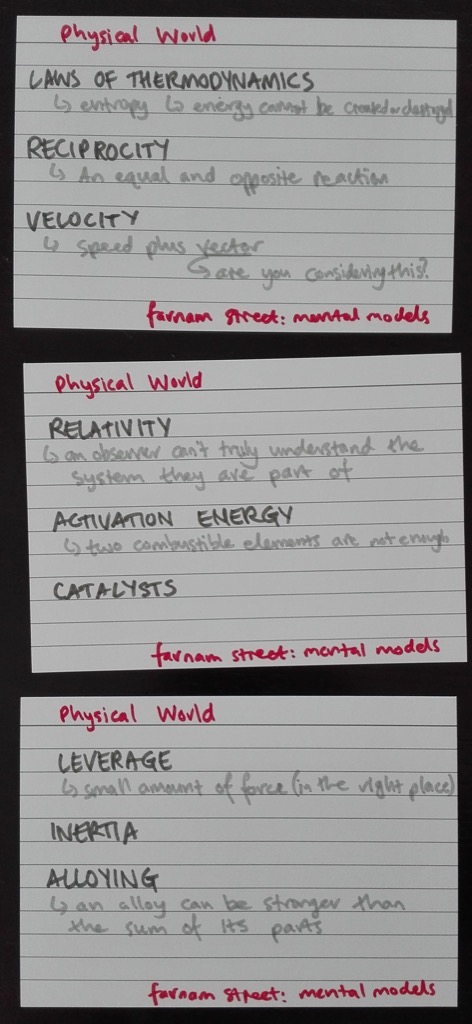 Physical World
LAWS OF THERMODYNAMICS
↳ entropy ↳ energy cannot be created or destroyed
RECIPROCITY
↳ An equal and opposite reaction
VELOCITY
↳ speed plus vector
↳ are you considering this?
farnam street: mental models
Physical World
RELATIVITY
↳ an observer can't truly understand the
system they are part of
ACTIVATION ENERGY
↳ two combustible elements are not enough
CATALYSTS
farnam street: mental models
Physical World
LEVERAGE
↳ small amount of force (in the right place)
INERTIA
ALLOYING
↳ an alloy can be stronger than
the sum of its parts
farnam street: mental models